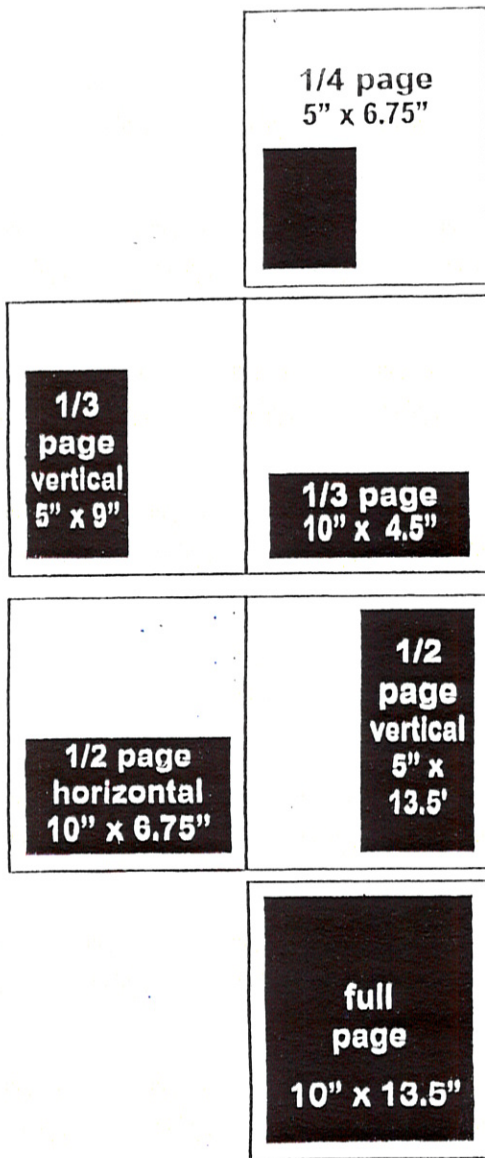 1/4 page
5” x 6.75”
1/3
page
vertical
5” x 9”
1/3 page
10” x 4.5”
1/2 page
horizontal
10” x 6.75”
1/2
page
vertical
5” x
13.5'
full
page
10” x 13.5”